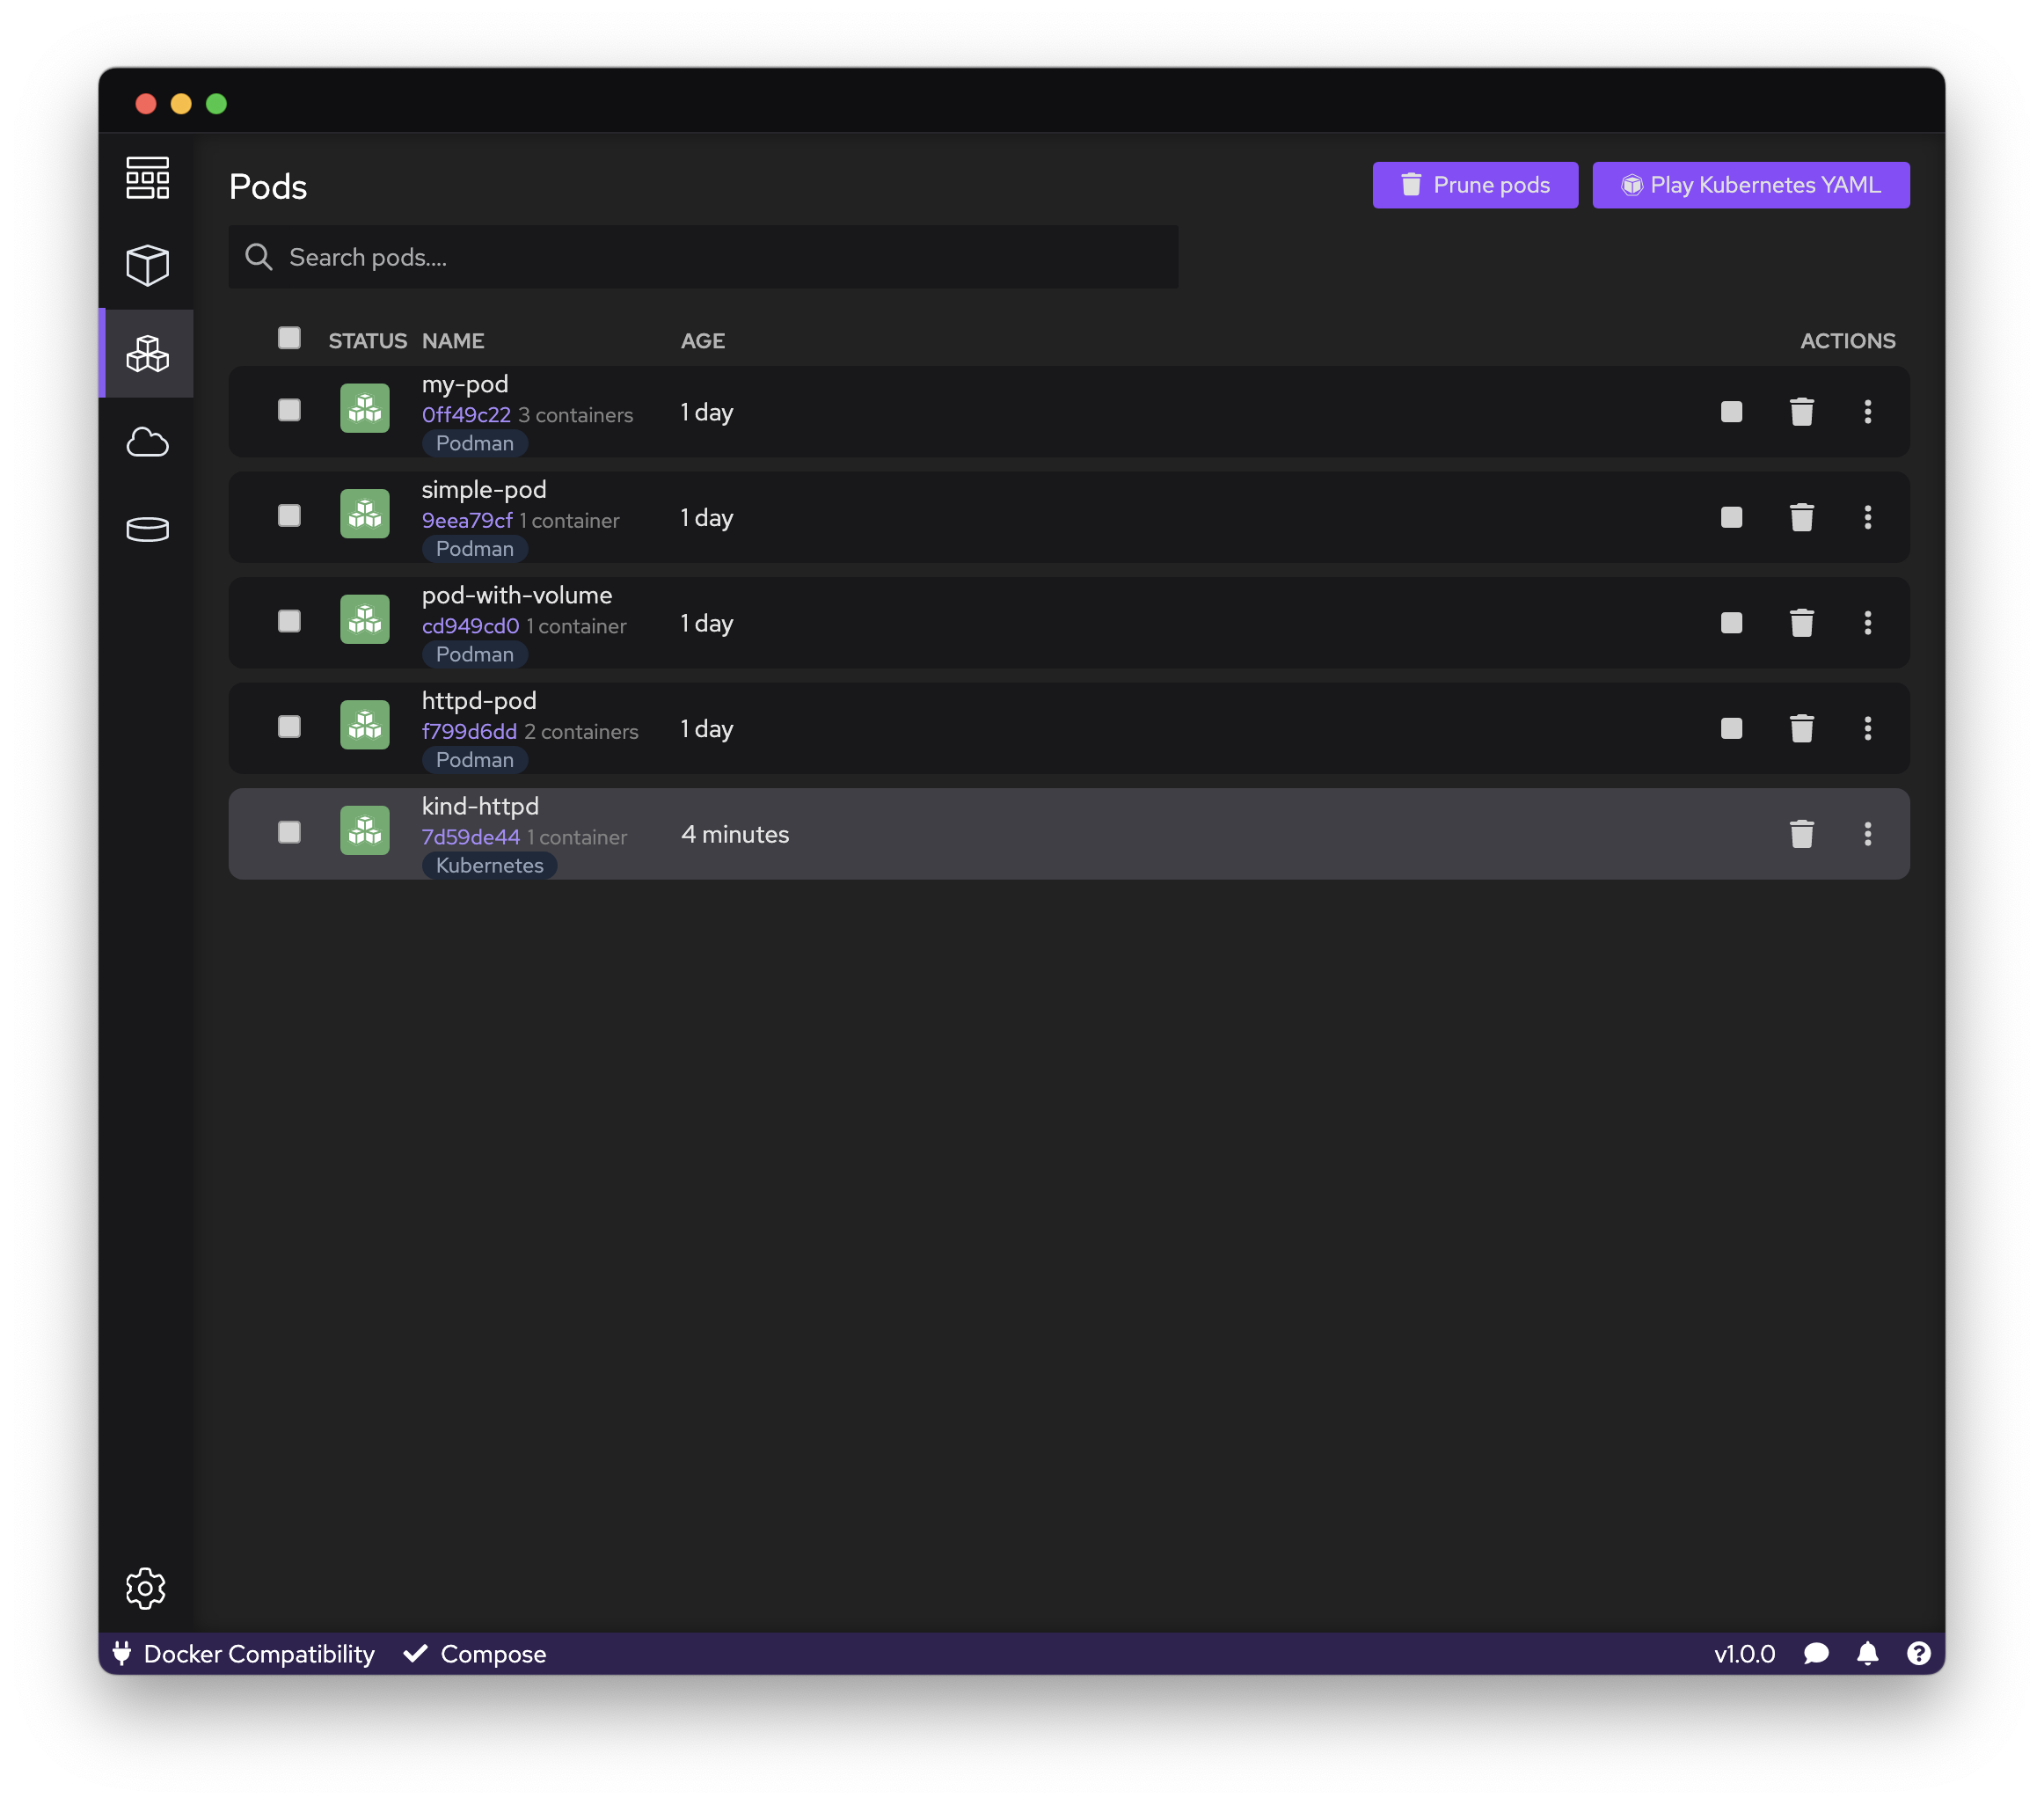 Pods
Prune pods
Play Kubernetes YAML
Search pods....
STATUS NAME AGE ACTIONS
my-pod
0ff49c22 3 containers
1 day
Podman
simple-pod
9eea79cf 1 container
1 day
Podman
pod-with-volume
cd949cd0 1 container
1 day
Podman
httpd-pod
f799d6dd 2 containers
1 day
Podman
kind-httpd
7d59de44 1 container
4 minutes
Kubernetes
Docker Compatibility Compose v1.0.0